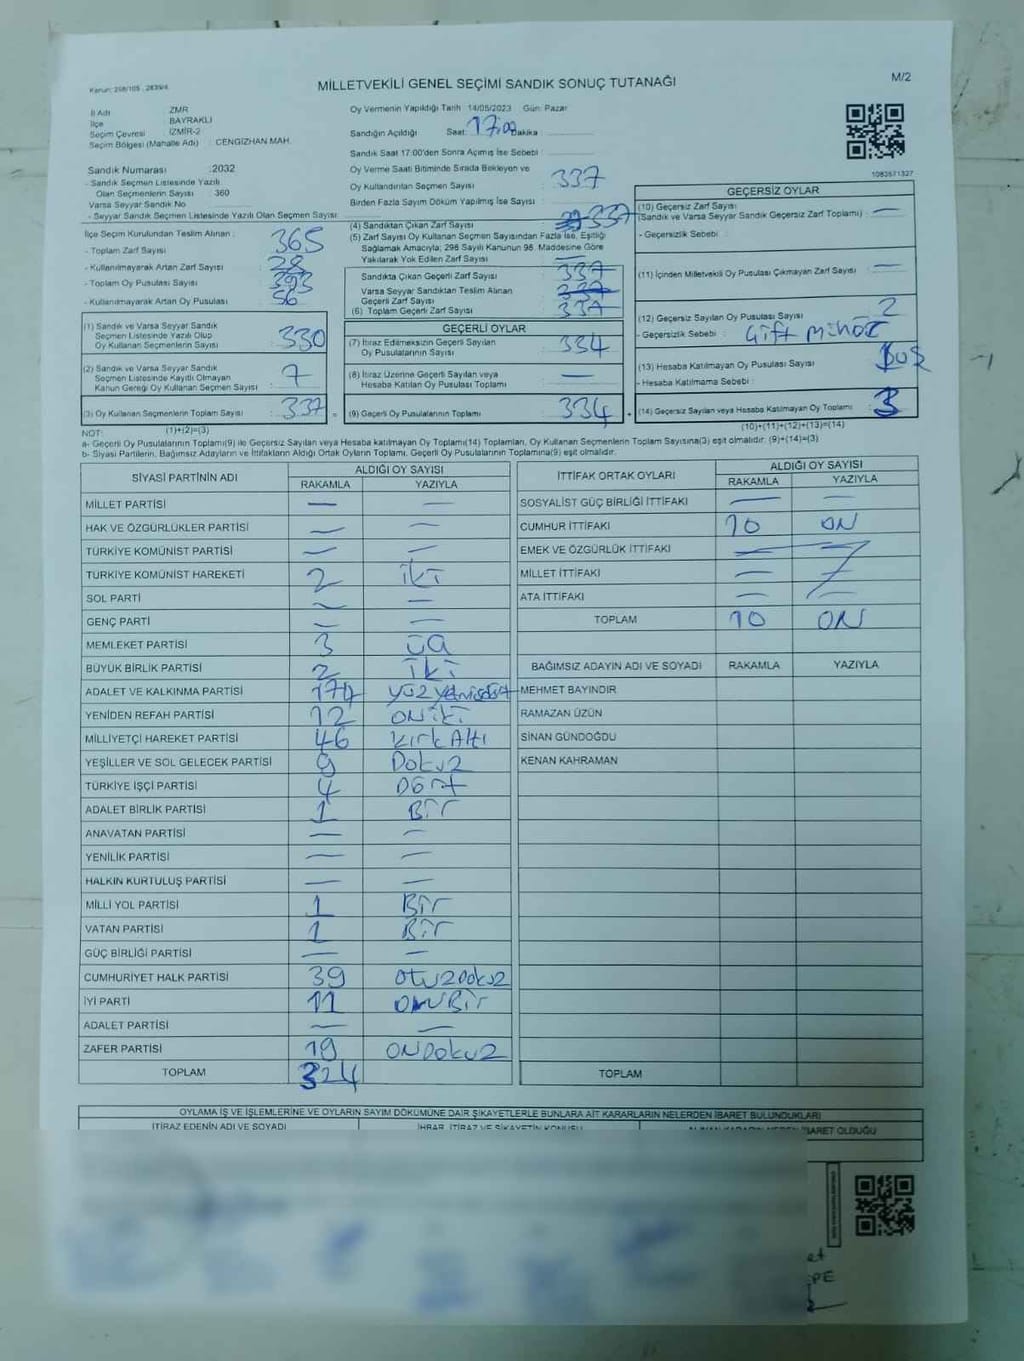 Kanun: 298/105 , 2839/4
MİLLETVEKİLİ GENEL SEÇİMİ SANDIK SONUÇ TUTANAĞI
M/2
İl Adı ZMR
İlçe BAYRAKLI
Seçim Çevresi : İZMİR-2
Seçim Bölgesi (Mahalle Adı) : CENGİZHAN MAH.
Sandık Numarası :2032
- Sandık Seçmen Listesinde Yazılı
Olan Seçmenlerin Sayısı : 360
Varsa Seyyar Sandık No
- Seyyar Sandık Seçmen Listesinde Yazılı Olan Seçmen Sayısı
Oy Vermenin Yapıldığı Tarih 14/05/2023 Gün: Pazar
Sandığın Açıldığı Saat: 17:00 Dakika
Sandık Saat 17:00'den Sonra Açımış İse Sebebi
Oy Verme Saati Bitiminde Sırada Bekleyen ve
Oy Kullandırılan Seçmen Sayısı : 337
Birden Fazla Sayım Döküm Yapılmış İse Sayısı :
1083571327
İlçe Seçim Kurulundan Teslim Alınan :
- Toplam Zarf Sayısı : 365
- Kullanılmayarak Artan Zarf Sayısı : 28
- Toplam Oy Pusulası Sayısı : 393
- Kullanılmayarak Artan Oy Pusulası : 56
(1) Sandık ve Varsa Seyyar Sandık
Seçmen Listesinde Yazılı Olup
Oy Kullanan Seçmenlerin Sayısı : 330
(2) Sandık ve Varsa Seyyar Sandık
Seçmen Listesinde Kayıtlı Olmayan
Kanun Gereği Oy Kullanan Seçmen Sayısı : 7
(3) Oy Kullanan Seçmenlerin Toplam Sayısı : 337
(1)+(2)=(3)
(4) Sandıktan Çıkan Zarf Sayısı : 337
(5) Zarf Sayısı Oy Kullanan Seçmen Sayısından Fazla İse, Eşitliği
Sağlamak Amacıyla; 298 Sayılı Kanunun 98. Maddesine Göre
Yakılarak Yok Edilen Zarf Sayısı : —
Sandıkta Çıkan Geçerli Zarf Sayısı : 337
Varsa Seyyar Sandıktan Teslim Alınan
Geçerli Zarf Sayısı
(6) Toplam Geçerli Zarf Sayısı : 337
GEÇERLİ OYLAR
(7) İtiraz Edilmeksizin Geçerli Sayılan
Oy Pusulalarının Sayısı : 334
(8) İtiraz Üzerine Geçerli Sayılan veya
Hesaba Katılan Oy Pusulası Toplamı : —
(9) Geçerli Oy Pusulalarının Toplamı : 334
GEÇERSİZ OYLAR
(10) Geçersiz Zarf Sayısı
(Sandık ve Varsa Seyyar Sandık Geçersiz Zarf Toplamı) : —
- Geçersizlik Sebebi :
(11) İçinden Milletvekili Oy Pusulası Çıkmayan Zarf Sayısı : —
(12) Geçersiz Sayılan Oy Pusulası Sayısı : 2
- Geçersizlik Sebebi : Çift mühür
(13) Hesaba Katılmayan Oy Pusulası Sayısı : Boş 1
- Hesaba Katılmama Sebebi :
(14) Geçersiz Sayılan veya Hesaba Katılmayan Oy Toplamı : 3
(10)+(11)+(12)+(13)=(14)
NOT:
a- Geçerli Oy Pusulalarının Toplamı(9) ile Geçersiz Sayılan veya Hesaba katılmayan Oy Toplamı(14) Toplamları, Oy Kullanan Seçmenlerin Toplam Sayısına(3) eşit olmalıdır. (9)+(14)=(3)
b- Siyasi Partilerin, Bağımsız Adayların ve İttifakların Aldığı Ortak Oyların Toplamı, Geçerli Oy Pusulalarının Toplamına(9) eşit olmalıdır.
SİYASİ PARTİNİN ADI ALDIĞI OY SAYISI
RAKAMLA YAZIYLA
MİLLET PARTİSİ — —
HAK VE ÖZGÜRLÜKLER PARTİSİ — —
TÜRKİYE KOMÜNİST PARTİSİ — —
TÜRKİYE KOMÜNİST HAREKETİ 2 iki
SOL PARTİ — —
GENÇ PARTİ — —
MEMLEKET PARTİSİ 3 üç
BÜYÜK BİRLİK PARTİSİ 2 iki
ADALET VE KALKINMA PARTİSİ 174 yüz yetmişdört
YENİDEN REFAH PARTİSİ 12 ON iki
MİLLİYETÇİ HAREKET PARTİSİ 46 kırk Altı
YEŞİLLER VE SOL GELECEK PARTİSİ 9 Dokuz
TÜRKİYE İŞÇİ PARTİSİ 4 Dört
ADALET BİRLİK PARTİSİ 1 Bir
ANAVATAN PARTİSİ — —
YENİLİK PARTİSİ — —
HALKIN KURTULUŞ PARTİSİ — —
MİLLİ YOL PARTİSİ 1 Bir
VATAN PARTİSİ 1 Bir
GÜÇ BİRLİĞİ PARTİSİ — —
CUMHURİYET HALK PARTİSİ 39 otuzdokuz
İYİ PARTİ 11 ONBir
ADALET PARTİSİ — —
ZAFER PARTİSİ 19 ONDokuz
TOPLAM 324
İTTİFAK ORTAK OYLARI ALDIĞI OY SAYISI
RAKAMLA YAZIYLA
SOSYALİST GÜÇ BİRLİĞİ İTTİFAKI — —
CUMHUR İTTİFAKI 10 ON
EMEK VE ÖZGÜRLÜK İTTİFAKI — —
MİLLET İTTİFAKI — —
ATA İTTİFAKI — —
TOPLAM 10 ON
BAĞIMSIZ ADAYIN ADI VE SOYADI RAKAMLA YAZIYLA
MEHMET BAYINDIR
RAMAZAN ÜZÜN
SİNAN GÜNDOĞDU
KENAN KAHRAMAN
TOPLAM
OYLAMA İŞ VE İŞLEMLERİNE VE OYLARIN SAYIM DÖKÜMÜNE DAİR ŞİKAYETLERLE BUNLARA AİT KARARLARIN NELERDEN İBARET BULUNDUKLARI
İTİRAZ EDENİN ADI VE SOYADI İHBAR, İTİRAZ VE ŞİKAYETİN KONUSU ALINAN KARARIN NEDEN İBARET OLDUĞU